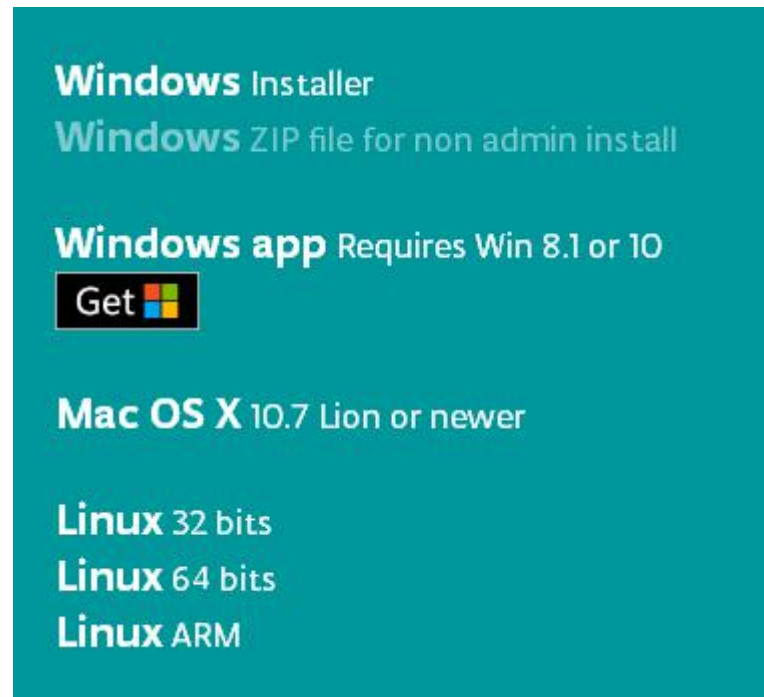 Windows Installer
Windows ZIP file for non admin install
Windows app Requires Win 8.1 or 10
Get
Mac OS X 10.7 Lion or newer
Linux 32 bits
Linux 64 bits
Linux ARM